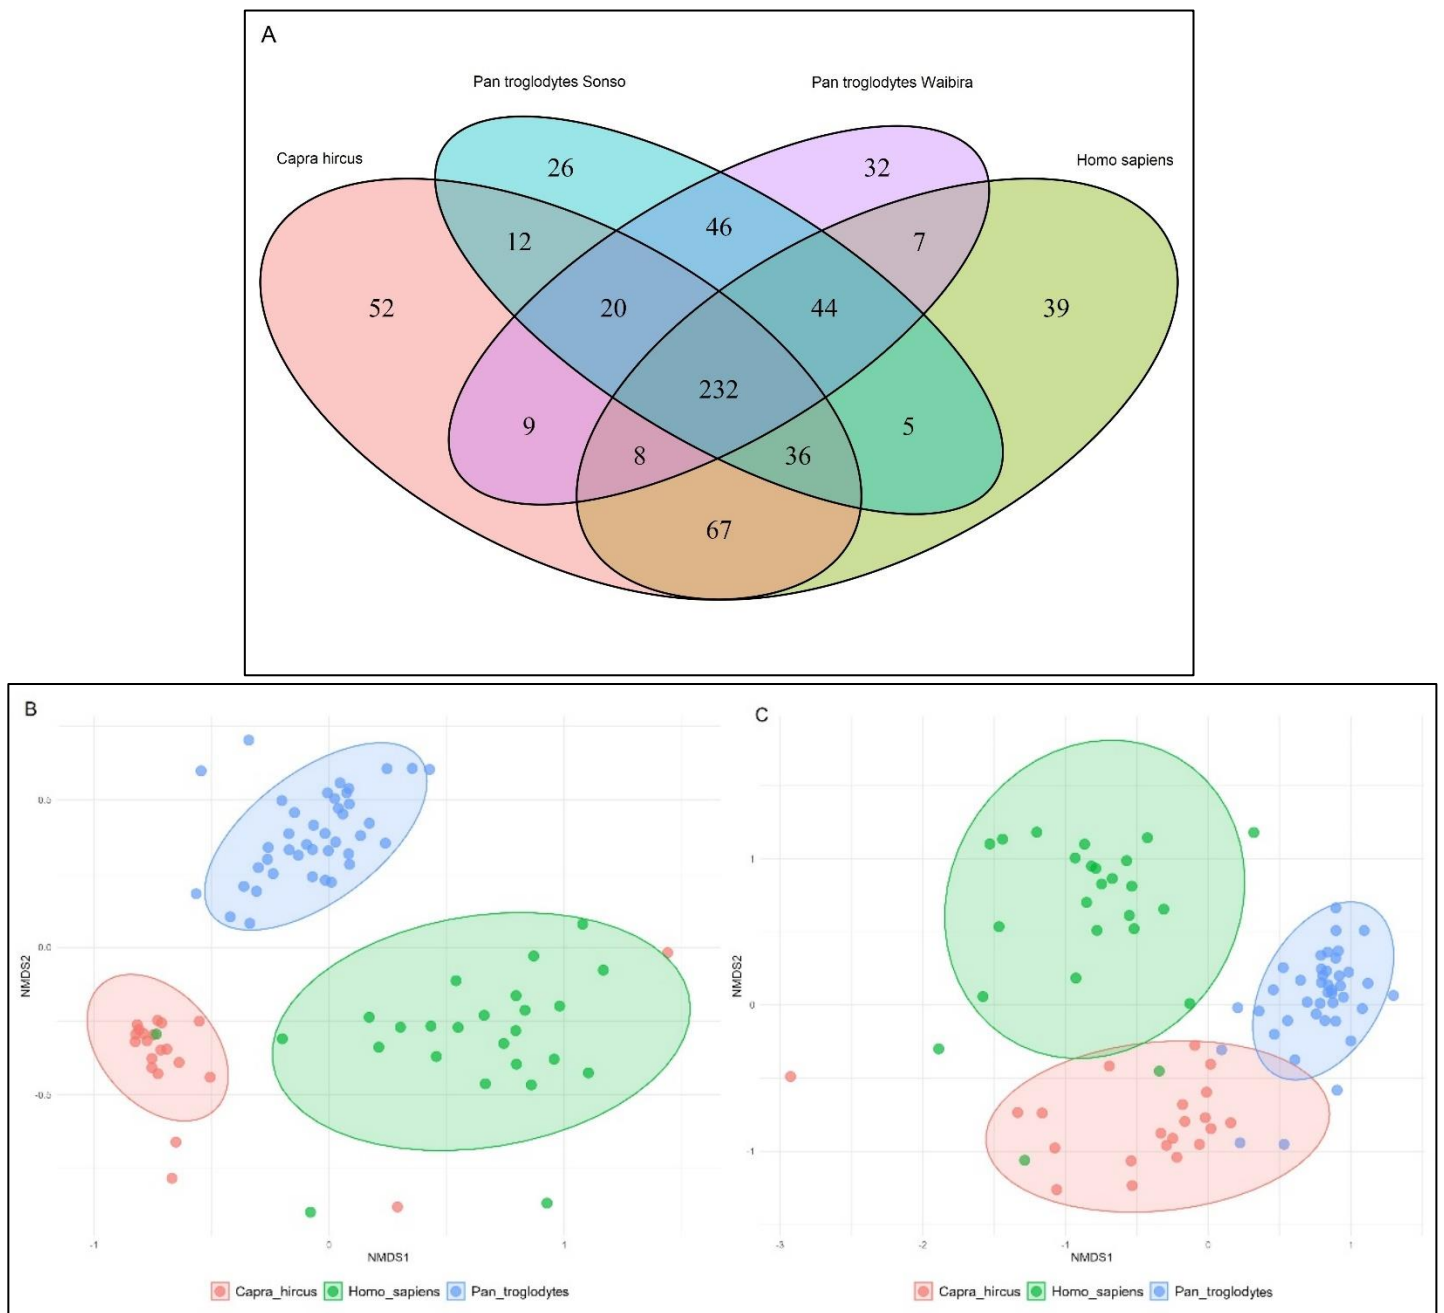 A
Pan troglodytes Sonso
Pan troglodytes Waibira
Capra hircus
Homo sapiens
26
32
12
46
7
52
20
44
39
232
9
5
8
36
67
B
0.5
0.0
-0.5
NMDS2
-1
0
1
NMDS1
Capra_hircus
Homo_sapiens
Pan_troglodytes
C
1
0
-1
NMDS2
-3
-2
-1
0
1
NMDS1
Capra_hircus
Homo_sapiens
Pan_troglodytes